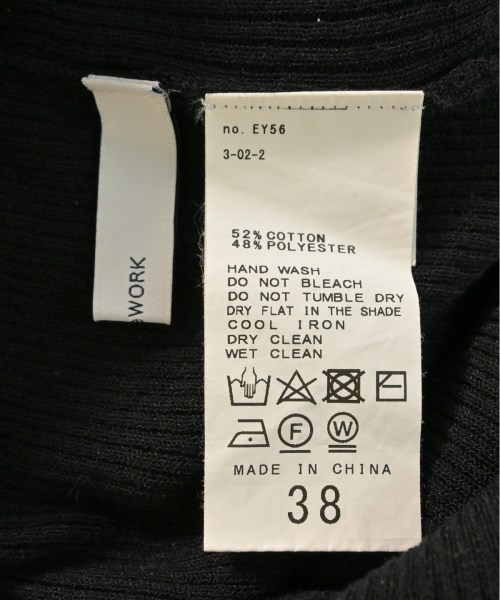 no. EY56
3-02-2
52% COTTON
48% POLYESTER
HAND WASH
DO NOT BLEACH
DO NOT TUMBLE DRY
DRY FLAT IN THE SHADE
COOL IRON
DRY CLEAN
WET CLEAN
F W
MADE IN CHINA
38
WORK